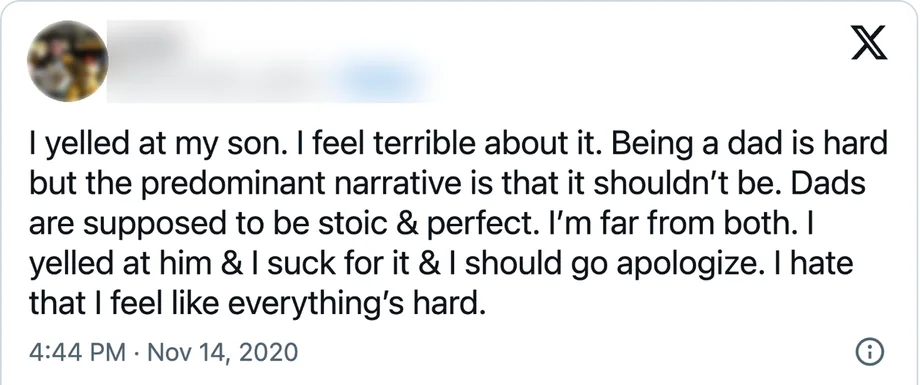 I yelled at my son. I feel terrible about it. Being a dad is hard
but the predominant narrative is that it shouldn’t be. Dads
are supposed to be stoic & perfect. I’m far from both. I
yelled at him & I suck for it & I should go apologize. I hate
that I feel like everything’s hard.
4:44 PM · Nov 14, 2020